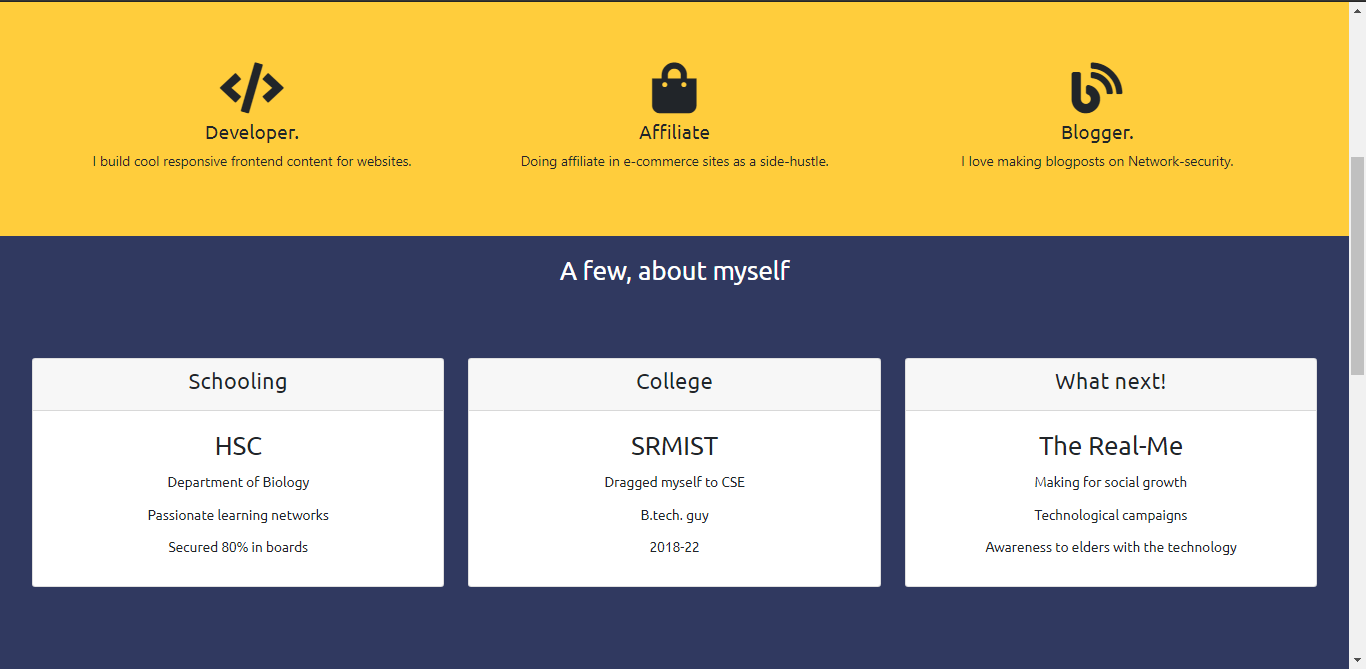 Developer.
I build cool responsive frontend content for websites.
Affiliate
Doing affiliate in e-commerce sites as a side-hustle.
Blogger.
I love making blogposts on Network-security.
A few, about myself
Schooling
HSC
Department of Biology
Passionate learning networks
Secured 80% in boards
College
SRMIST
Dragged myself to CSE
B.tech. guy
2018-22
What next!
The Real-Me
Making for social growth
Technological campaigns
Awareness to elders with the technology